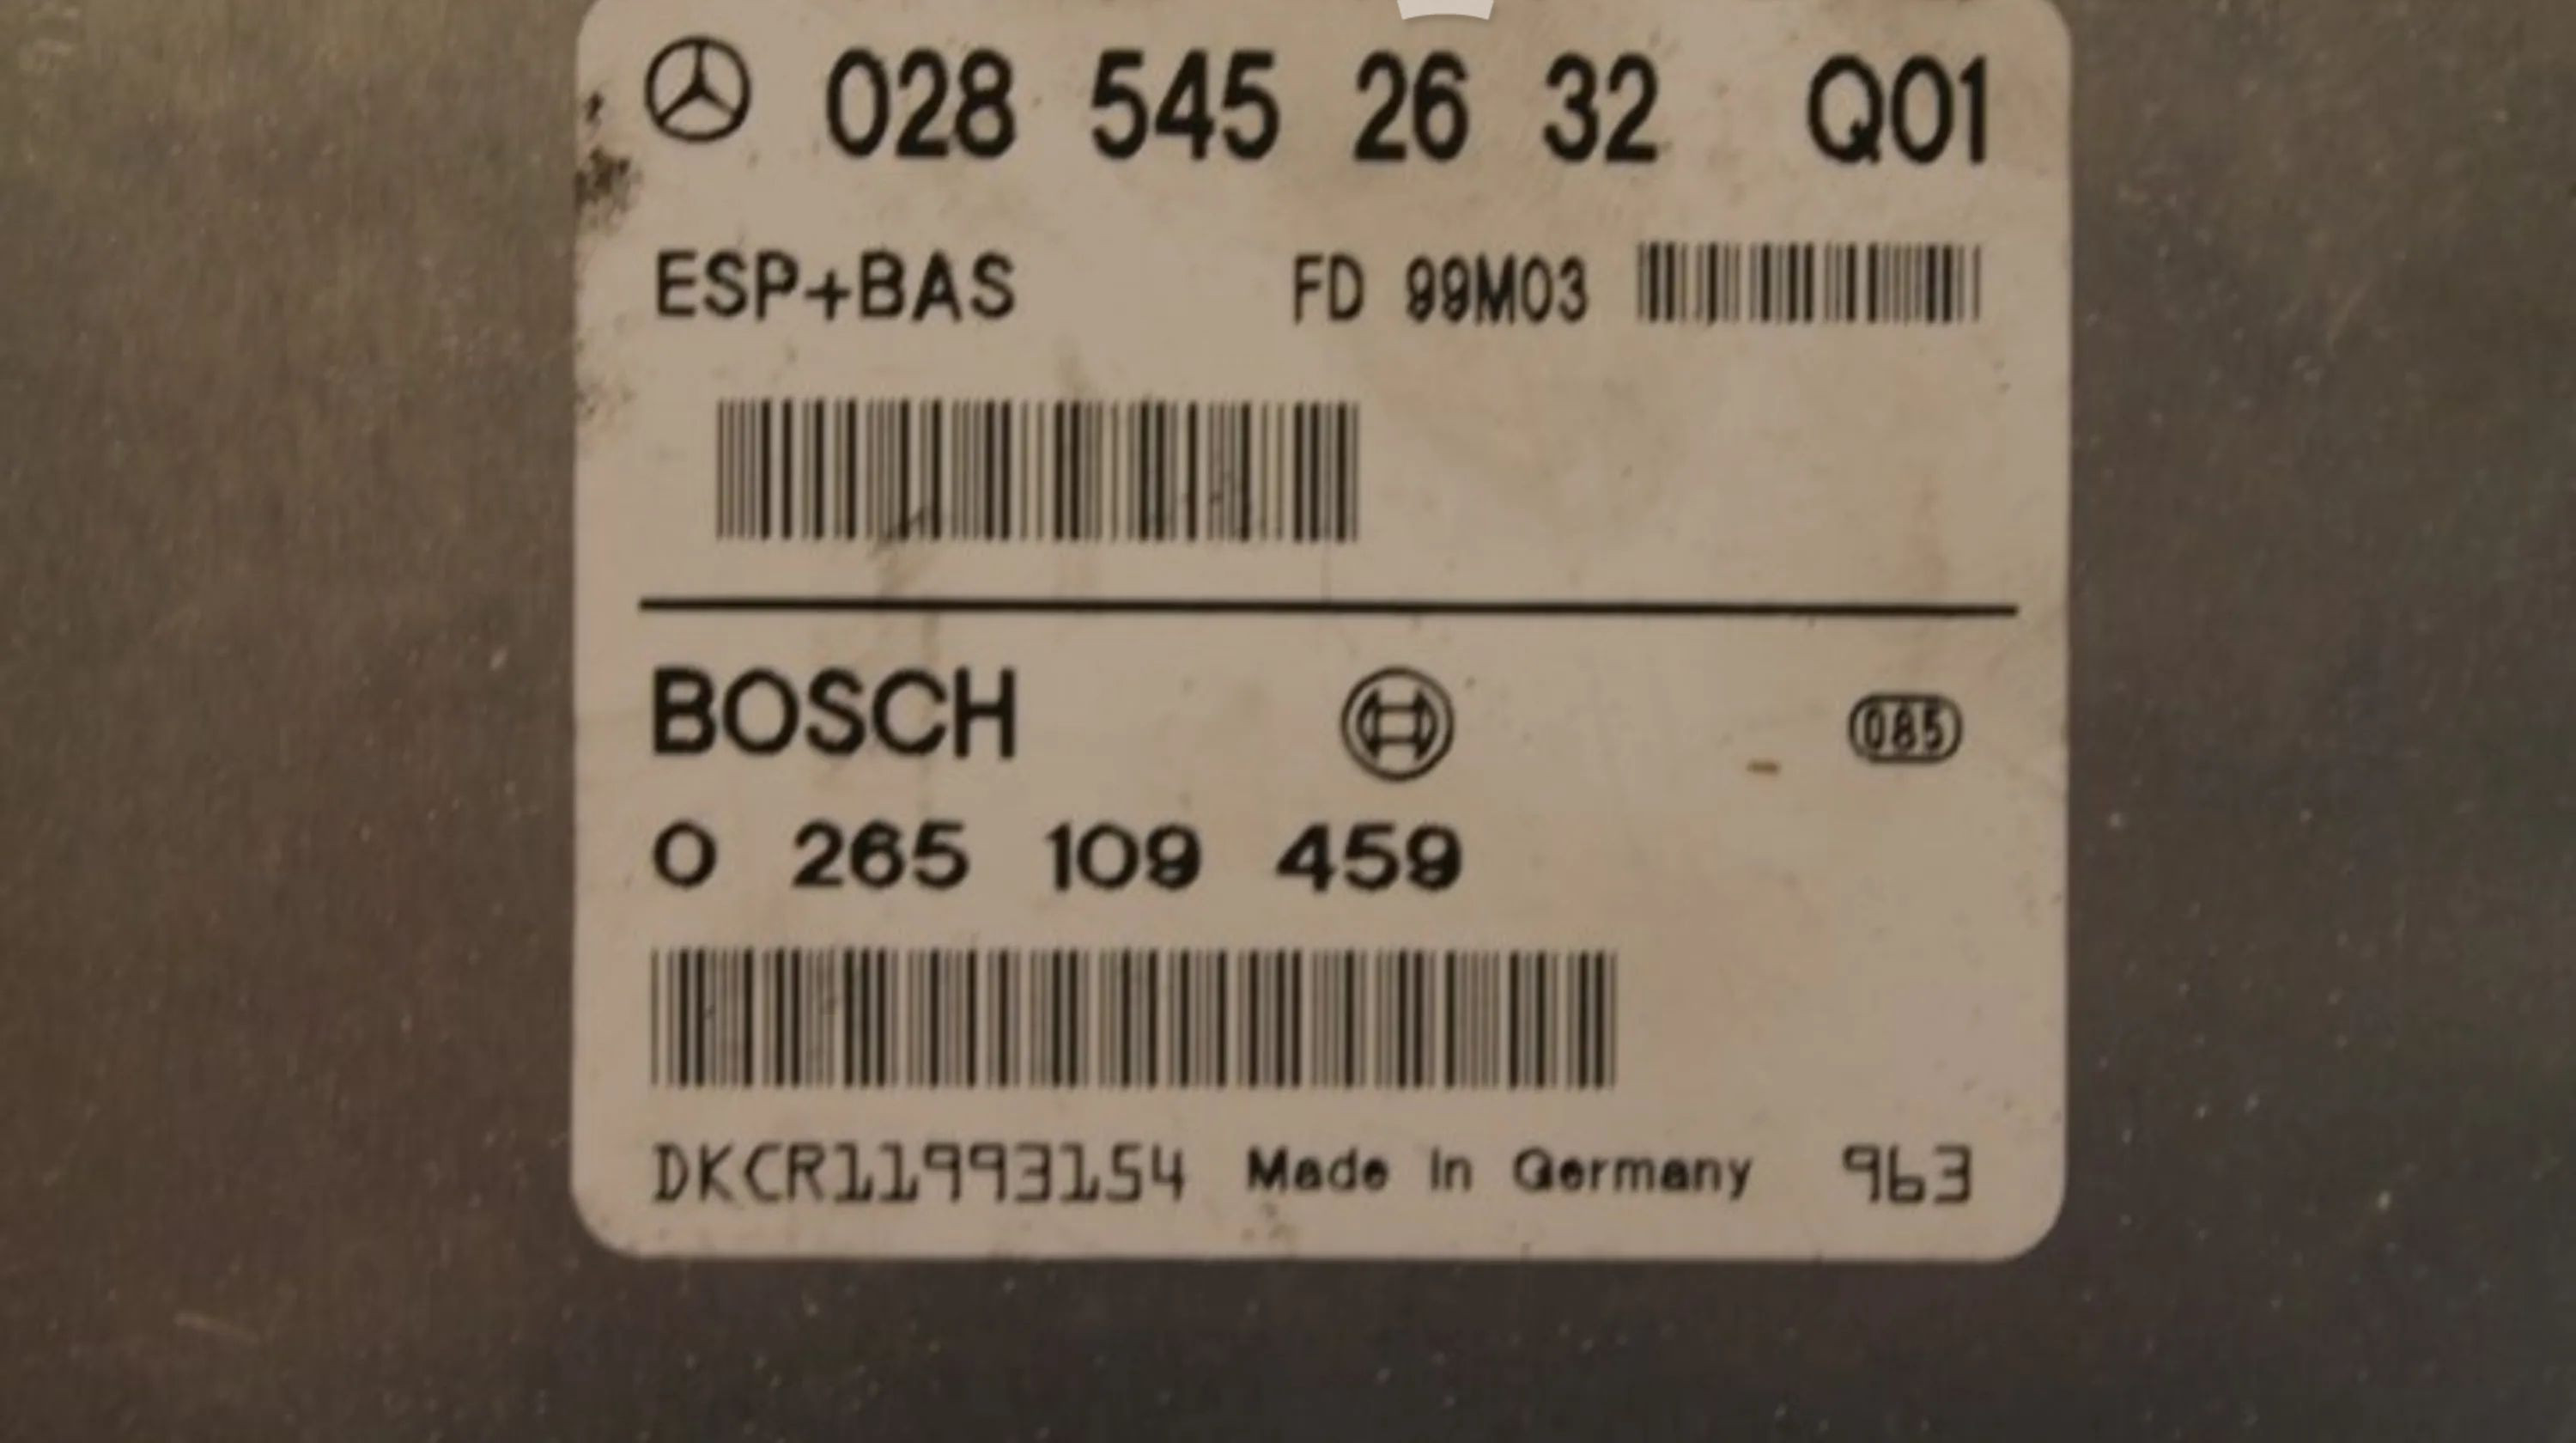 028 545 26 32 Q01
ESP+BAS FD 99M03
BOSCH 085
0 265 109 459
DKCR11993154 Made in Germany 963